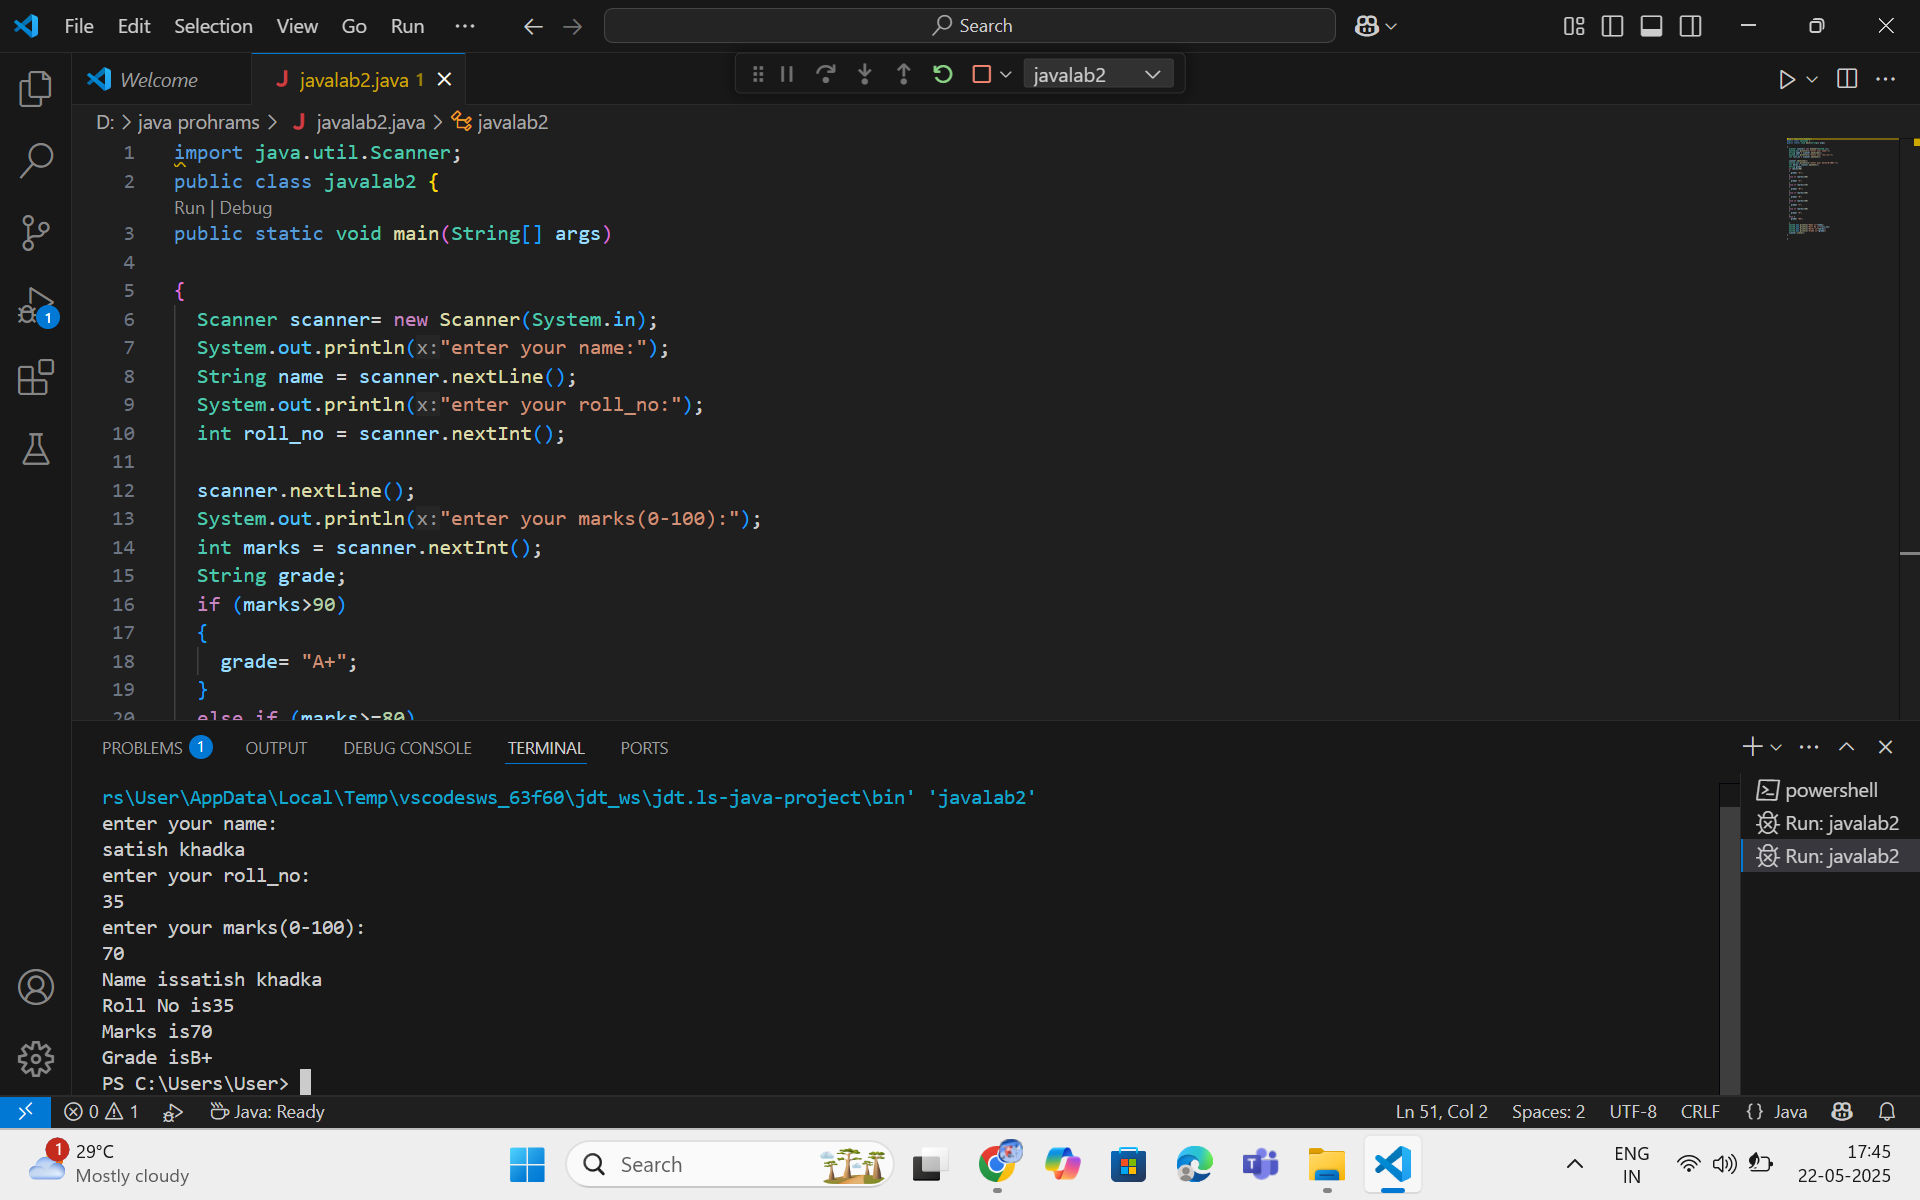 File Edit Selection View Go Run ... Search
Welcome javalab2.java 1 javalab2
D: > java prohrams > javalab2.java > javalab2
1 import java.util.Scanner;
2 public class javalab2 {
Run | Debug
3 public static void main(String[] args)
4
5 {
6 Scanner scanner= new Scanner(System.in);
7 System.out.println(x:"enter your name:");
8 String name = scanner.nextLine();
9 System.out.println(x:"enter your roll_no:");
10 int roll_no = scanner.nextInt();
11
12 scanner.nextLine();
13 System.out.println(x:"enter your marks(0-100):");
14 int marks = scanner.nextInt();
15 String grade;
16 if (marks>90)
17 {
18 grade= "A+";
19 }
20 else if (marks>=80)
1
PROBLEMS 1 OUTPUT DEBUG CONSOLE TERMINAL PORTS
rs\User\AppData\Local\Temp\vscodesws_63f60\jdt_ws\jdt.ls-java-project\bin' 'javalab2'
enter your name:
satish khadka
enter your roll_no:
35
enter your marks(0-100):
70
Name issatish khadka
Roll No is35
Marks is70
Grade isB+
PS C:\Users\User>
powershell
Run: javalab2
Run: javalab2
0 1 Java: Ready Ln 51, Col 2 Spaces: 2 UTF-8 CRLF {} Java
1 29°C
Mostly cloudy
Search
ENG
IN
17:45
22-05-2025